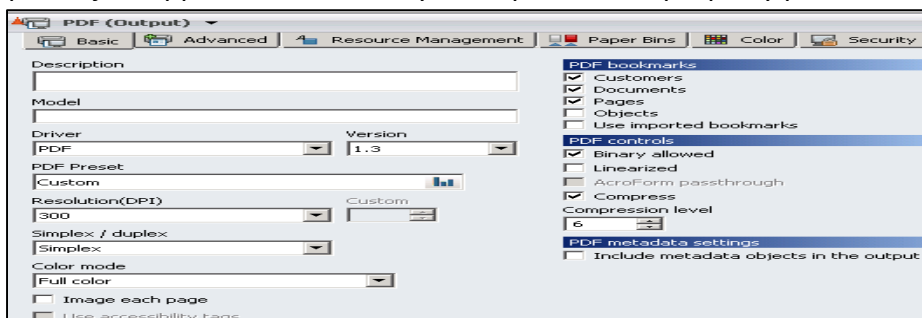 PDF (Output)
Basic Advanced Resource Management Paper Bins Color Security
Description
Model
Driver Version
PDF 1.3
PDF Preset
Custom
Resolution(DPI) Custom
300
Simplex / duplex
Simplex
Color mode
Full color
Image each page
Use accessibility tags
PDF bookmarks
Customers
Documents
Pages
Objects
Use imported bookmarks
PDF controls
Binary allowed
Linearized
AcroForm passthrough
Compress
Compression level
6
PDF metadata settings
Include metadata objects in the output